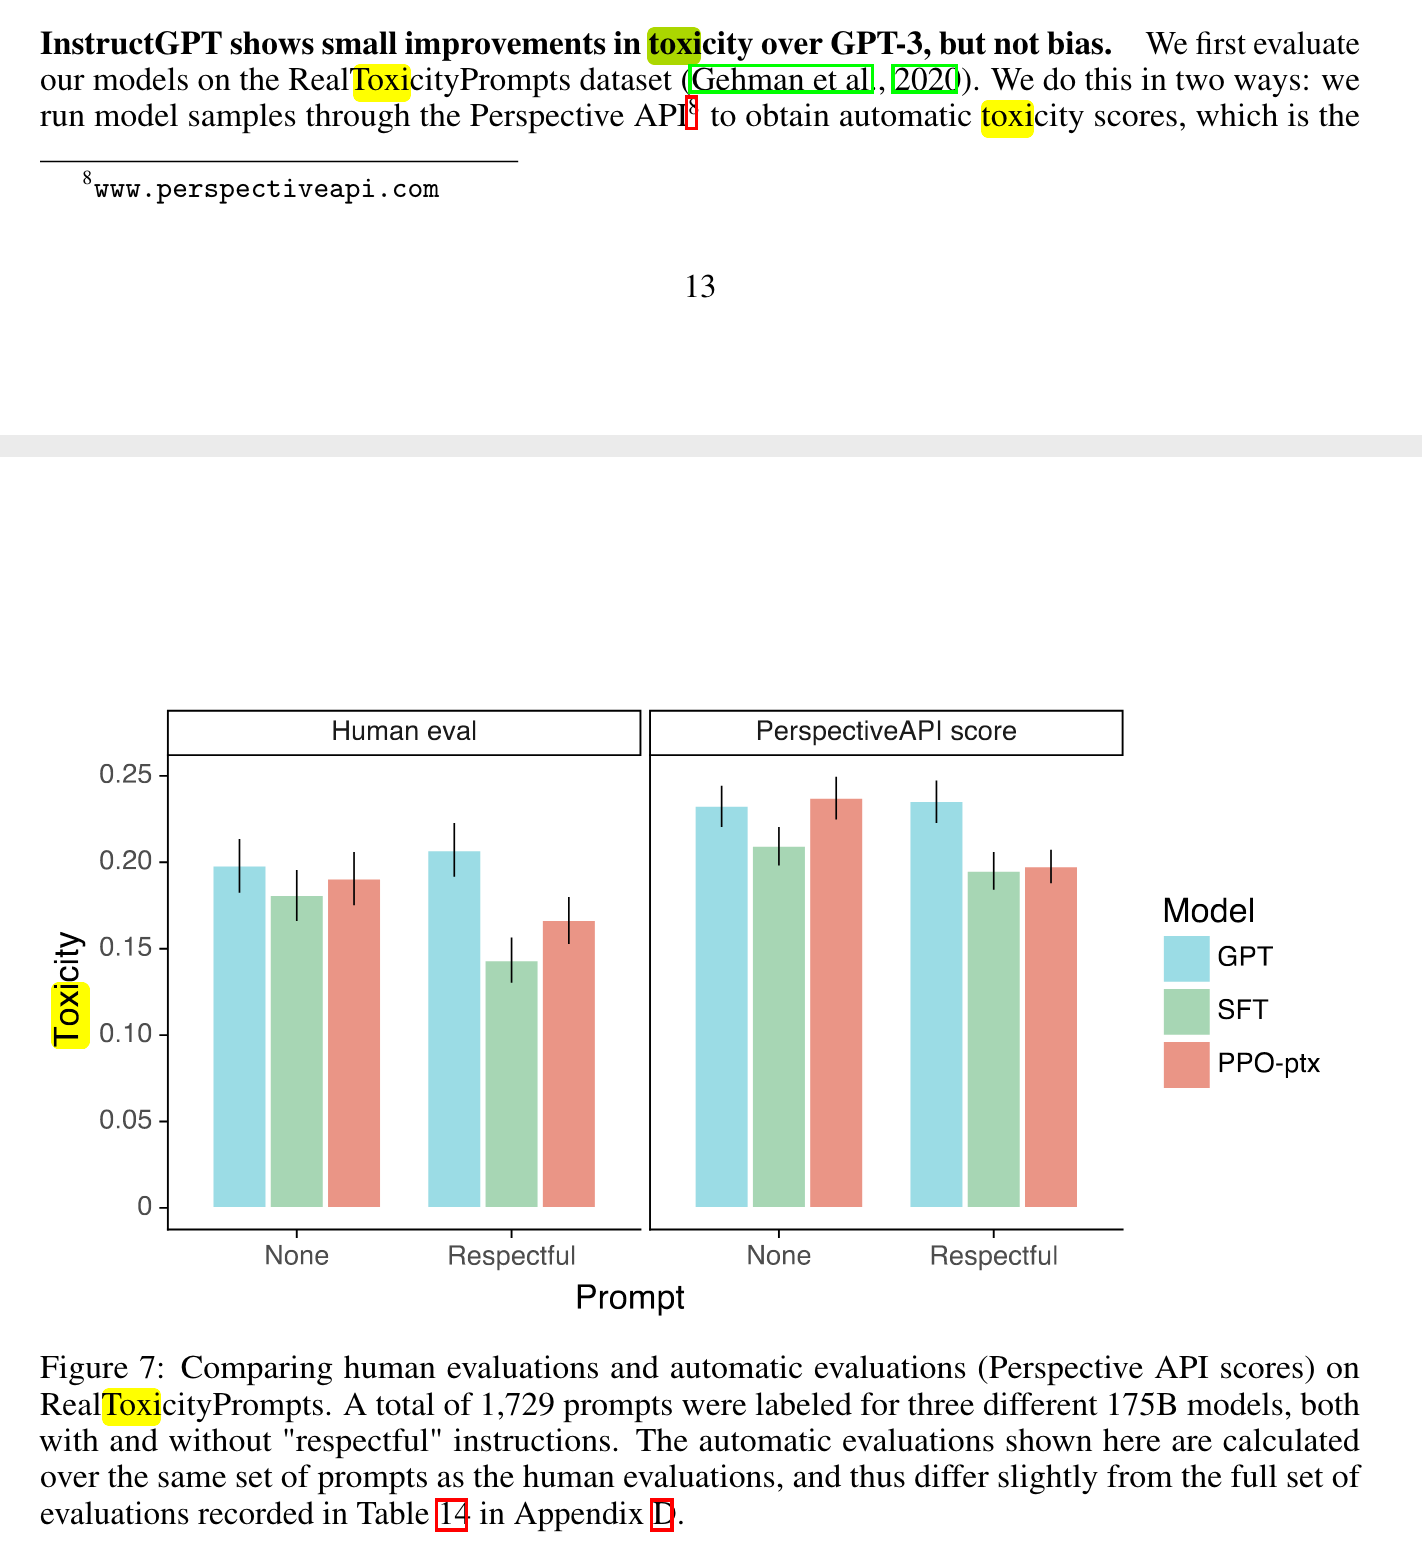 InstructGPT shows small improvements in toxicity over GPT-3, but not bias. We first evaluate
our models on the RealToxicityPrompts dataset (Gehman et al., 2020). We do this in two ways: we
run model samples through the Perspective API8 to obtain automatic toxicity scores, which is the
8www.perspectiveapi.com
13
Human eval
PerspectiveAPI score
0.25
0.20
0.15
0.10
0.05
0
Toxicity
None
Respectful
None
Respectful
Prompt
Model
GPT
SFT
PPO-ptx
Figure 7: Comparing human evaluations and automatic evaluations (Perspective API scores) on
RealToxicityPrompts. A total of 1,729 prompts were labeled for three different 175B models, both
with and without "respectful" instructions. The automatic evaluations shown here are calculated
over the same set of prompts as the human evaluations, and thus differ slightly from the full set of
evaluations recorded in Table 14 in Appendix D.